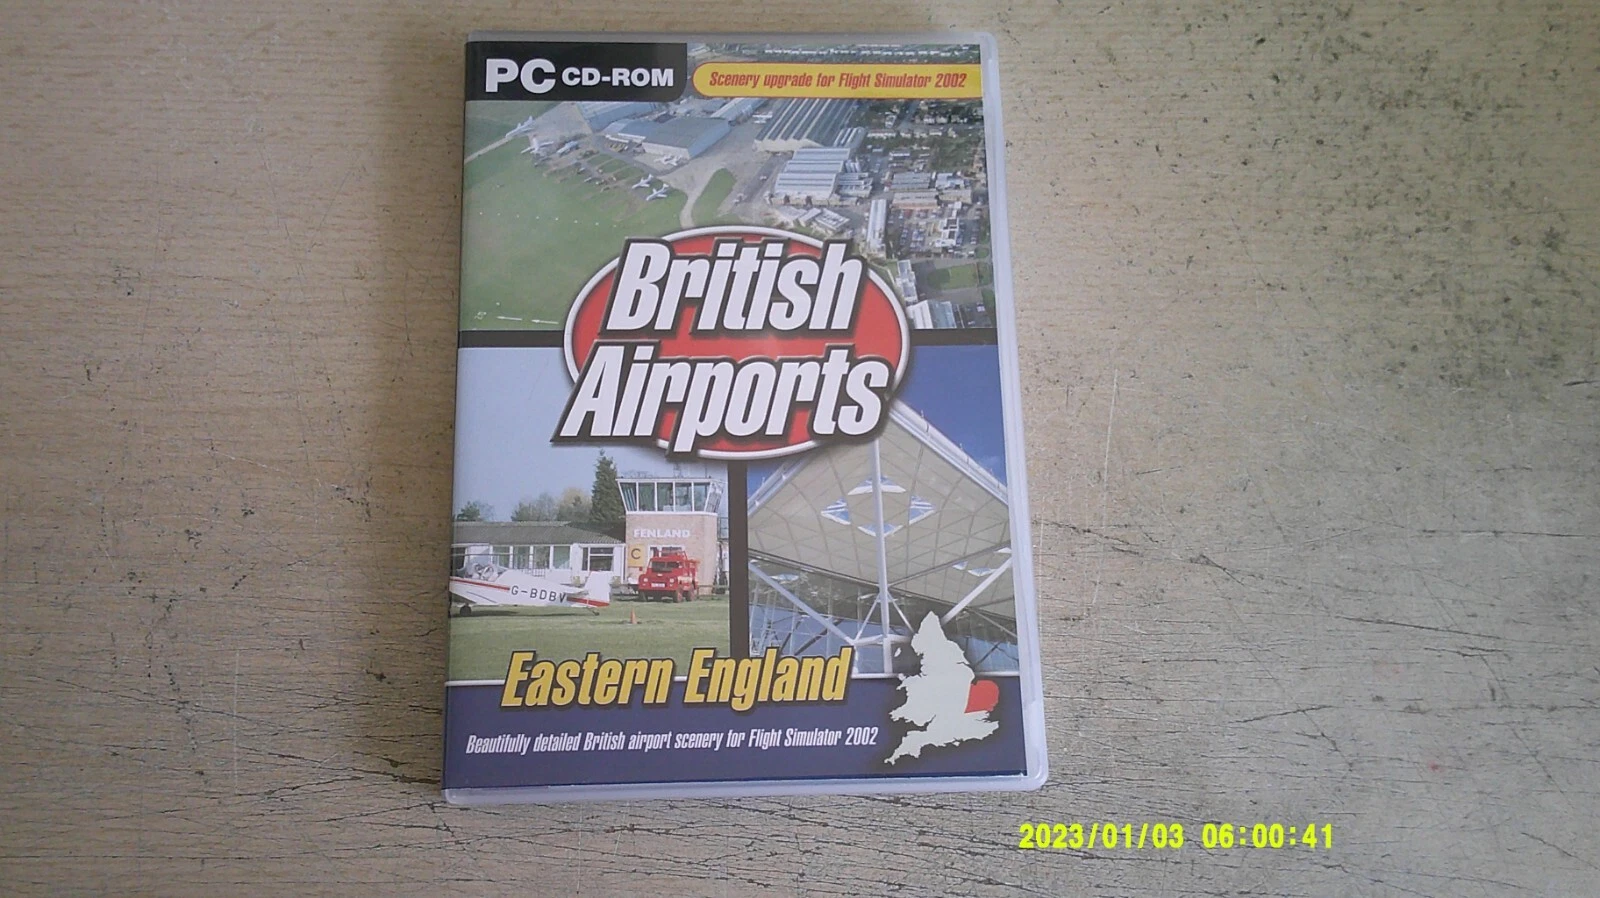 PC CD-ROM
Scenery upgrade for Flight Simulator 2002
British
Airports
FENLAND
C
G-BDBV
Eastern England
Beautifully detailed British airport scenery for Flight Simulator 2002
2023/01/03 06:00:41